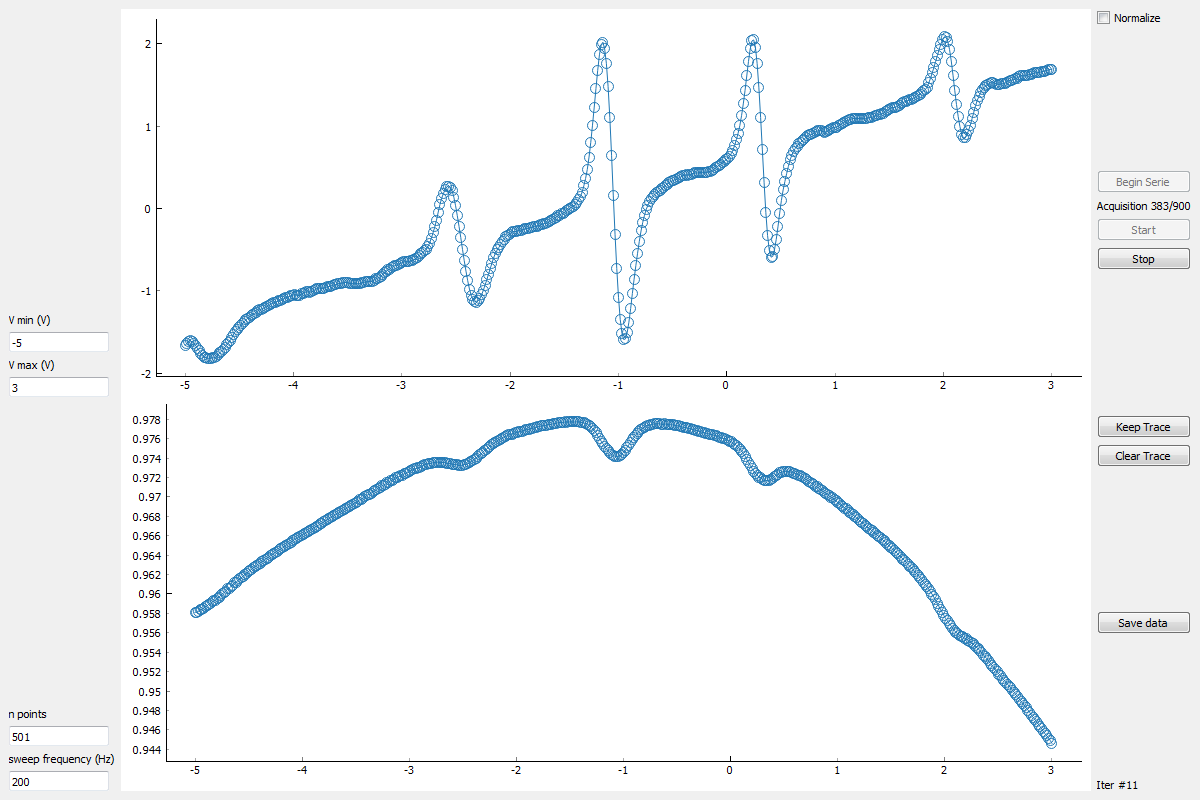 Normalize
2
1
0
-1
-2
-5 -4 -3 -2 -1 0 1 2 3
Begin Serie
Acquisition 383/900
Start
Stop
V min (V)
-5
V max (V)
3
0.978
0.976
0.974
0.972
0.97
0.968
0.966
0.964
0.962
0.96
0.958
0.956
0.954
0.952
0.95
0.948
0.946
0.944
-5 -4 -3 -2 -1 0 1 2 3
Keep Trace
Clear Trace
Save data
n points
501
sweep frequency (Hz)
200
Iter #11